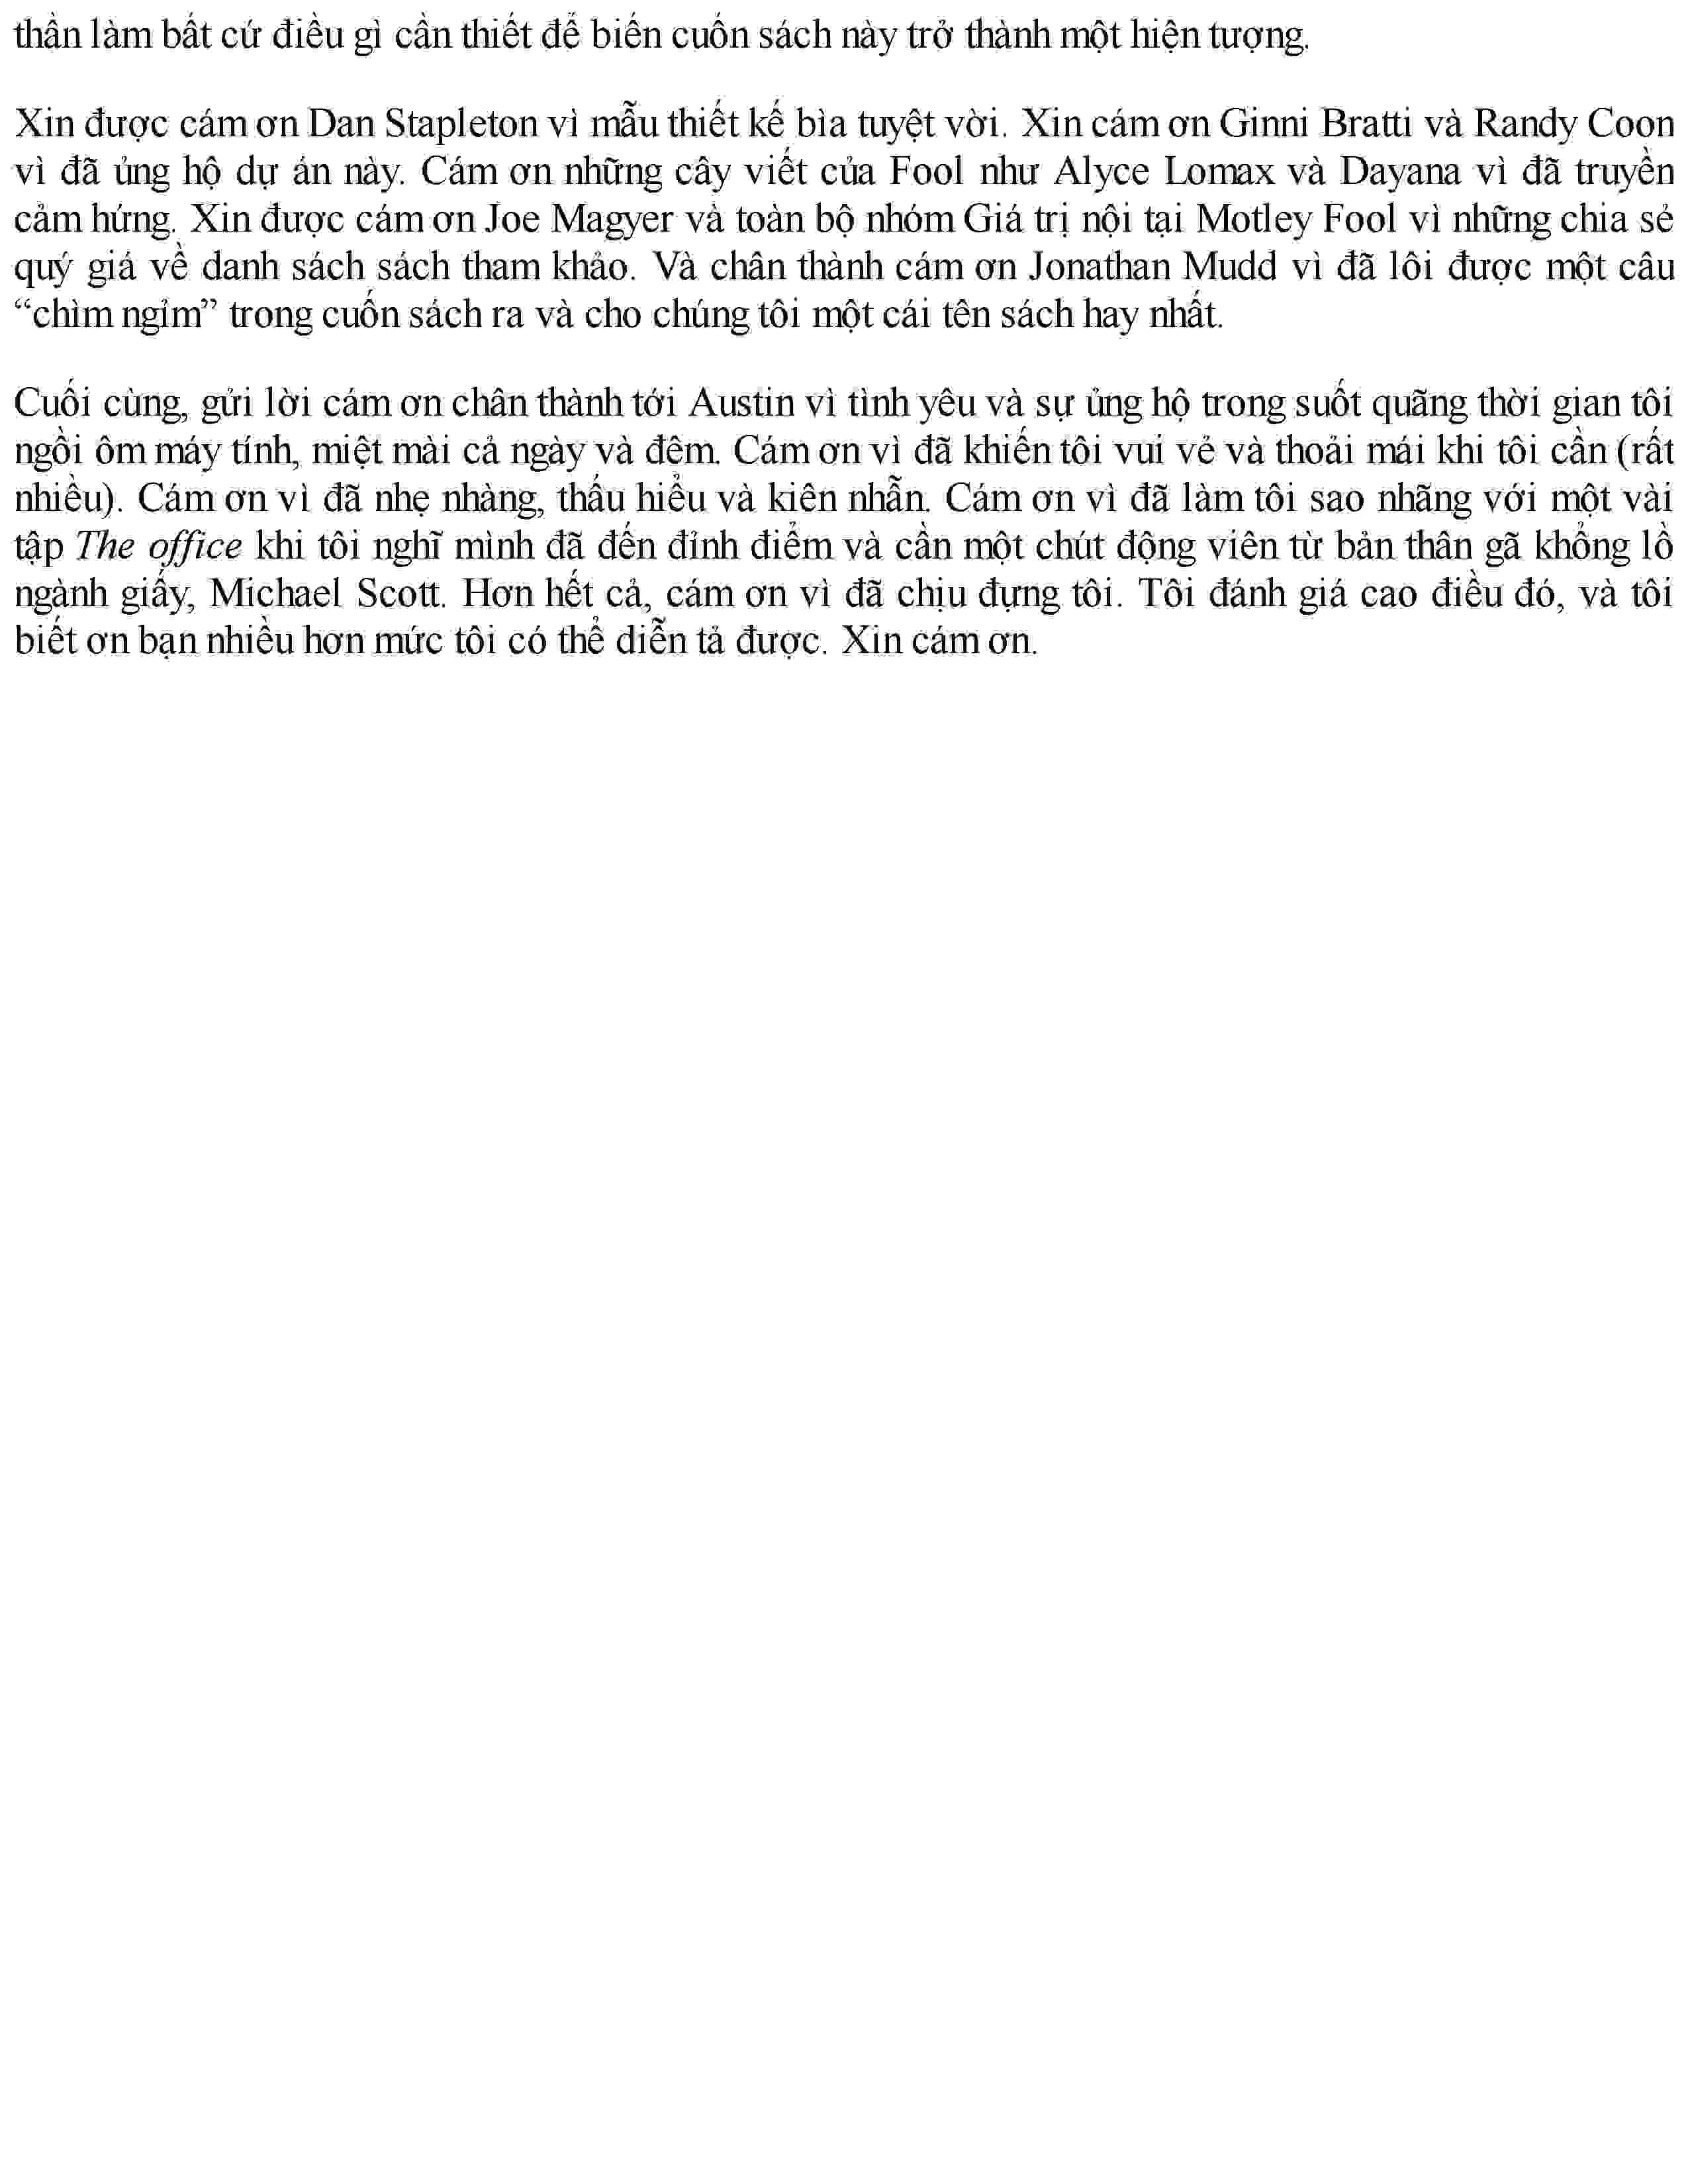 thần làm bất cứ điều gì cần thiết để biến cuốn sách này trở thành một hiện tượng.
Xin được cám ơn Dan Stapleton vì mẫu thiết kế bìa tuyệt vời. Xin cám ơn Ginni Bratti và Randy Coon
vì đã ủng hộ dự án này. Cám ơn những cây viết của Fool như Alyce Lomax và Dayana vì đã truyền
cảm hứng. Xin được cám ơn Joe Magyer và toàn bộ nhóm Giá trị nội tại Motley Fool vì những chia sẻ
quý giá về danh sách sách tham khảo. Và chân thành cám ơn Jonathan Mudd vì đã lôi được một câu
“chìm ngỉm” trong cuốn sách ra và cho chúng tôi một cái tên sách hay nhất.
Cuối cùng, gửi lời cám ơn chân thành tới Austin vì tình yêu và sự ủng hộ trong suốt quãng thời gian tôi
ngồi ôm máy tính, miệt mài cả ngày và đêm. Cám ơn vì đã khiến tôi vui vẻ và thoải mái khi tôi cần (rất
nhiều). Cám ơn vì đã nhẹ nhàng, thấu hiểu và kiên nhẫn. Cám ơn vì đã làm tôi sao nhãng với một vài
tập The office khi tôi nghĩ mình đã đến đỉnh điểm và cần một chút động viên từ bản thân gã khổng lồ
ngành giấy, Michael Scott. Hơn hết cả, cám ơn vì đã chịu đựng tôi. Tôi đánh giá cao điều đó, và tôi
biết ơn bạn nhiều hơn mức tôi có thể diễn tả được. Xin cám ơn.